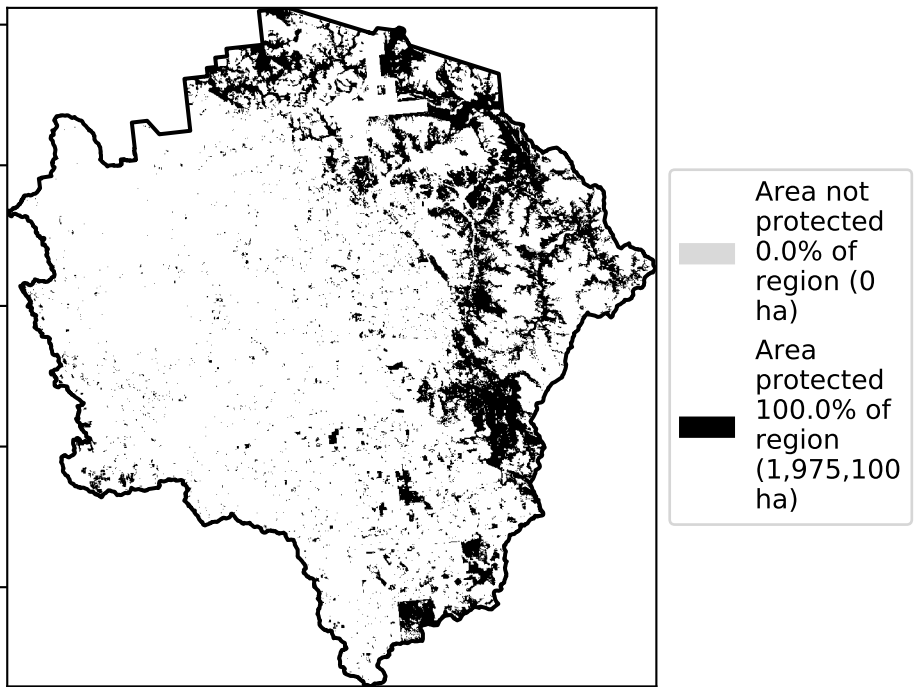 Area not
protected
0.0% of
region (0
ha)
Area
protected
100.0% of
region
(1,975,100
ha)